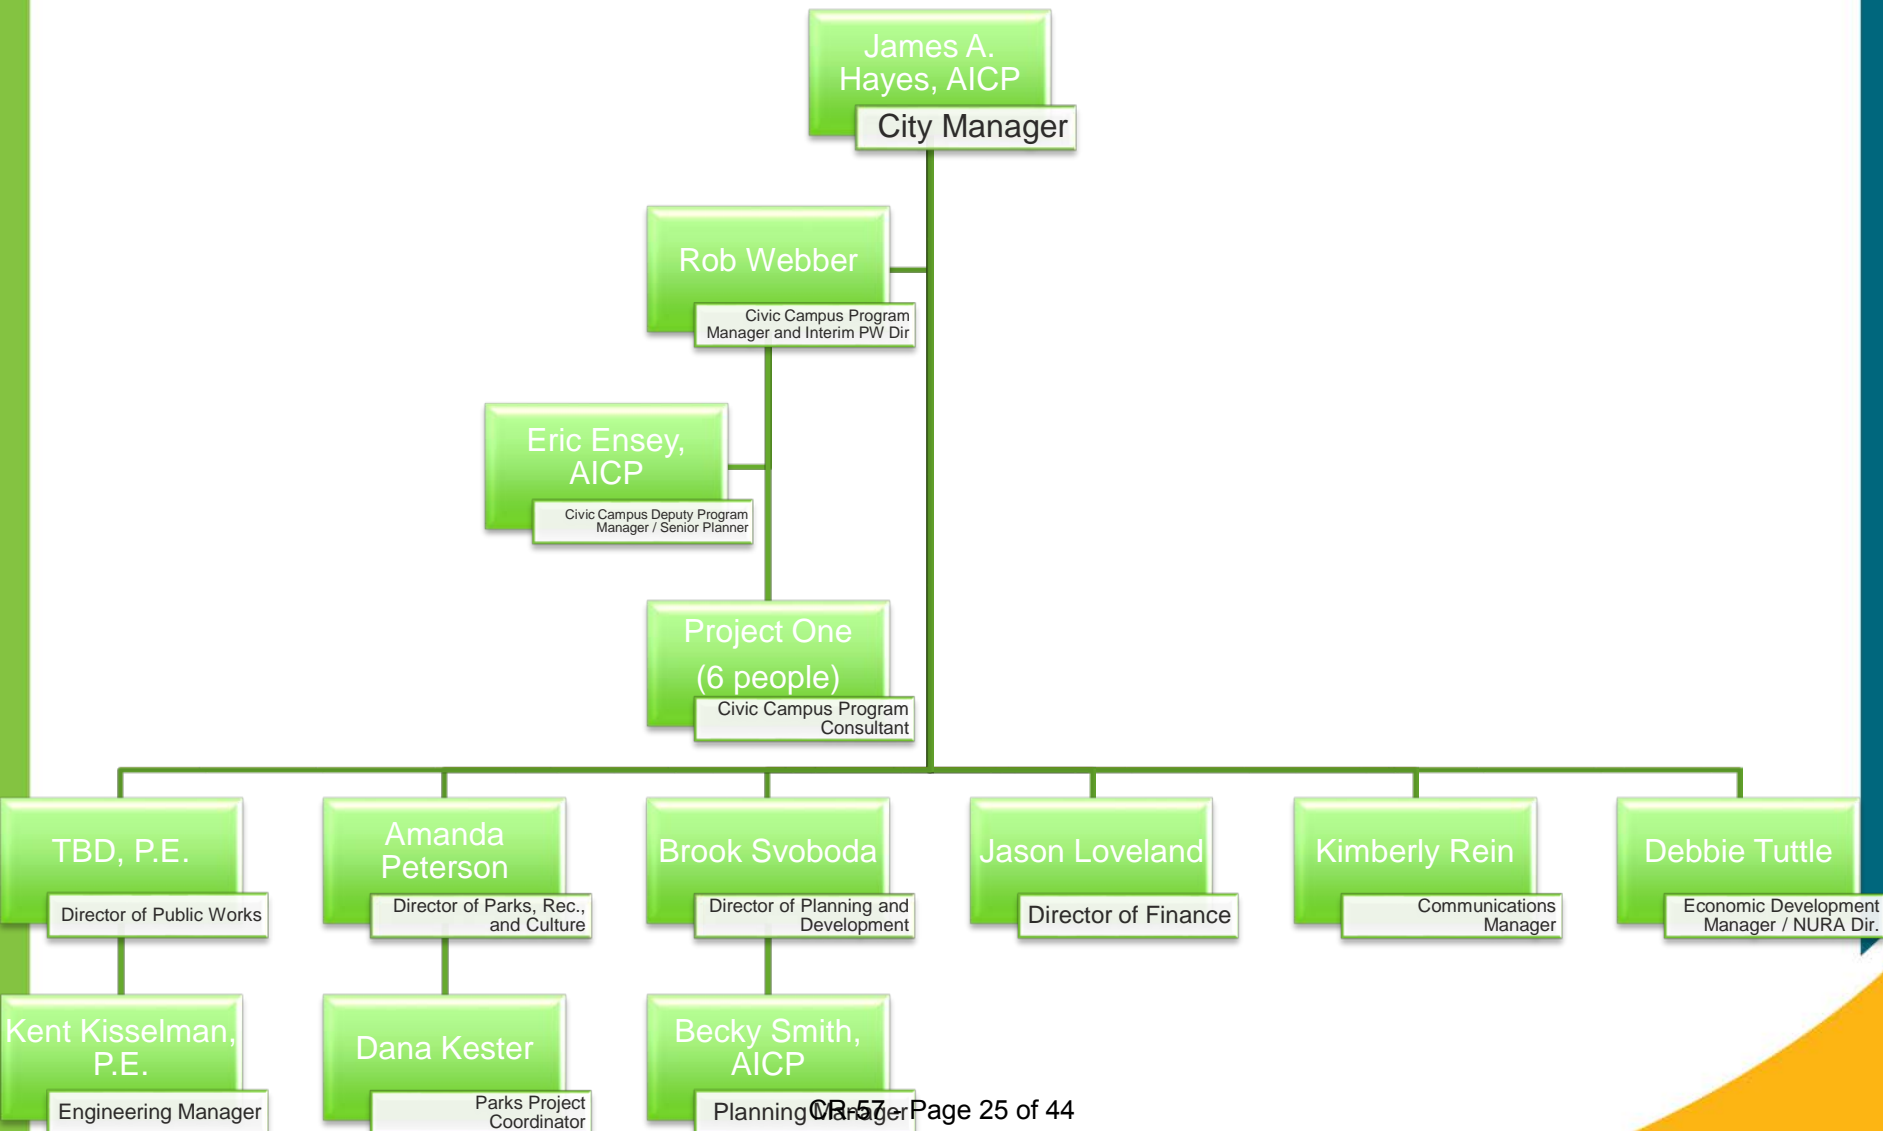 James A.
Hayes, AICP
City Manager
Rob Webber
Civic Campus Program
Manager and Interim PW Dir
Eric Ensey,
AICP
Civic Campus Deputy Program
Manager / Senior Planner
Project One
(6 people)
Civic Campus Program
Consultant
TBD, P.E.
Director of Public Works
Amanda
Peterson
Director of Parks, Rec.,
and Culture
Brook Svoboda
Director of Planning and
Development
Jason Loveland
Director of Finance
Kimberly Rein
Communications
Manager
Debbie Tuttle
Economic Development
Manager / NURA Dir.
Kent Kisselman,
P.E.
Engineering Manager
Dana Kester
Parks Project
Coordinator
Becky Smith,
AICP
Planning Manager
CR-57 - Page 25 of 44